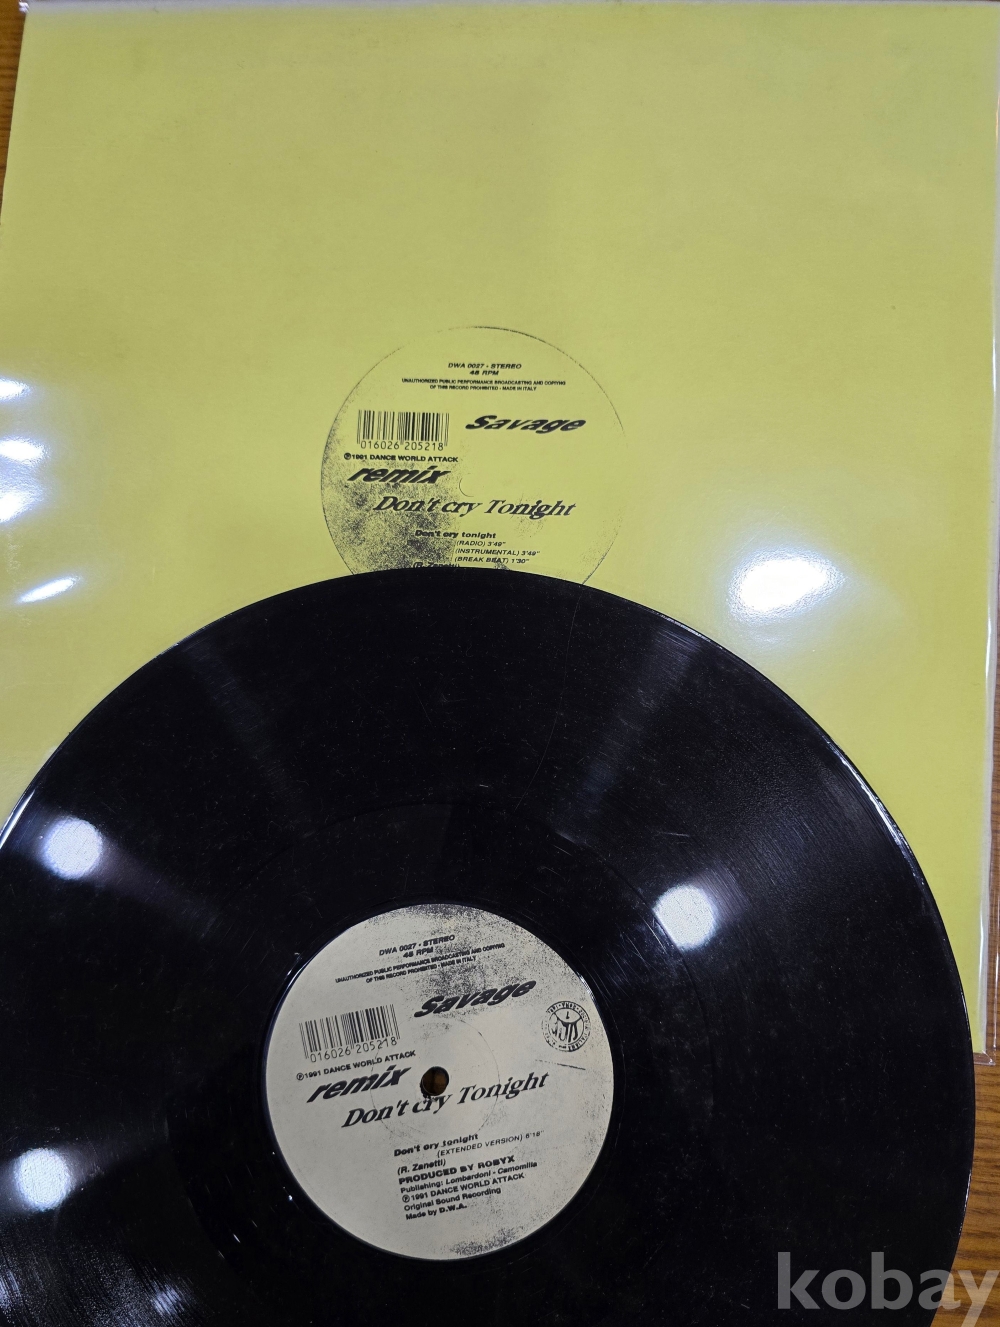 DWA 0027 - STEREO
45 RPM
UNAUTHORIZED PUBLIC PERFORMANCE BROADCASTING AND COPYING
OF THIS RECORD PROHIBITED - MADE IN ITALY
Savage
016026 205218
℗1991 DANCE WORLD ATTACK
remix
Don't cry Tonight
Don't cry tonight
(RADIO) 3'49"
(INSTRUMENTAL) 3'49"
(BREAK BEAT) 1'30"
(R. Zanetti)
DWA 0027 - STEREO
45 RPM
UNAUTHORIZED PUBLIC PERFORMANCE BROADCASTING AND COPYING
OF THIS RECORD PROHIBITED - MADE IN ITALY
Savage
016026 205218
℗1991 DANCE WORLD ATTACK
remix
Don't cry Tonight
Don't cry tonight
(EXTENDED VERSION) 6'18"
(R. Zanetti)
PRODUCED BY ROBYX
Publishing: Lombardoni - Camomilla
℗ 1991 DANCE WORLD ATTACK
Original Sound Recording
Made by D.W.A.
kobay